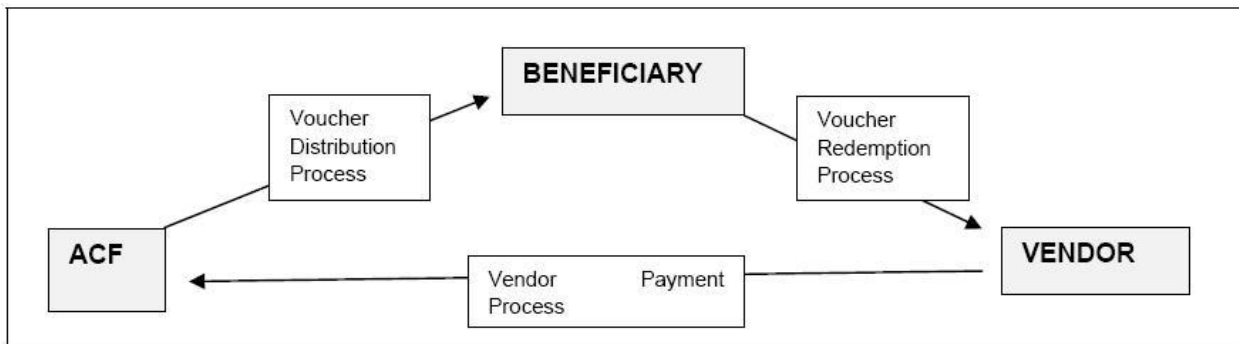 BENEFICIARY
Voucher
Distribution
Process
Voucher
Redemption
Process
ACF
VENDOR
Vendor Payment
Process